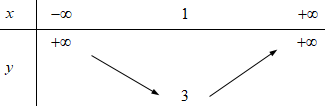 x −∞ 1 +∞
+∞ +∞
y
3